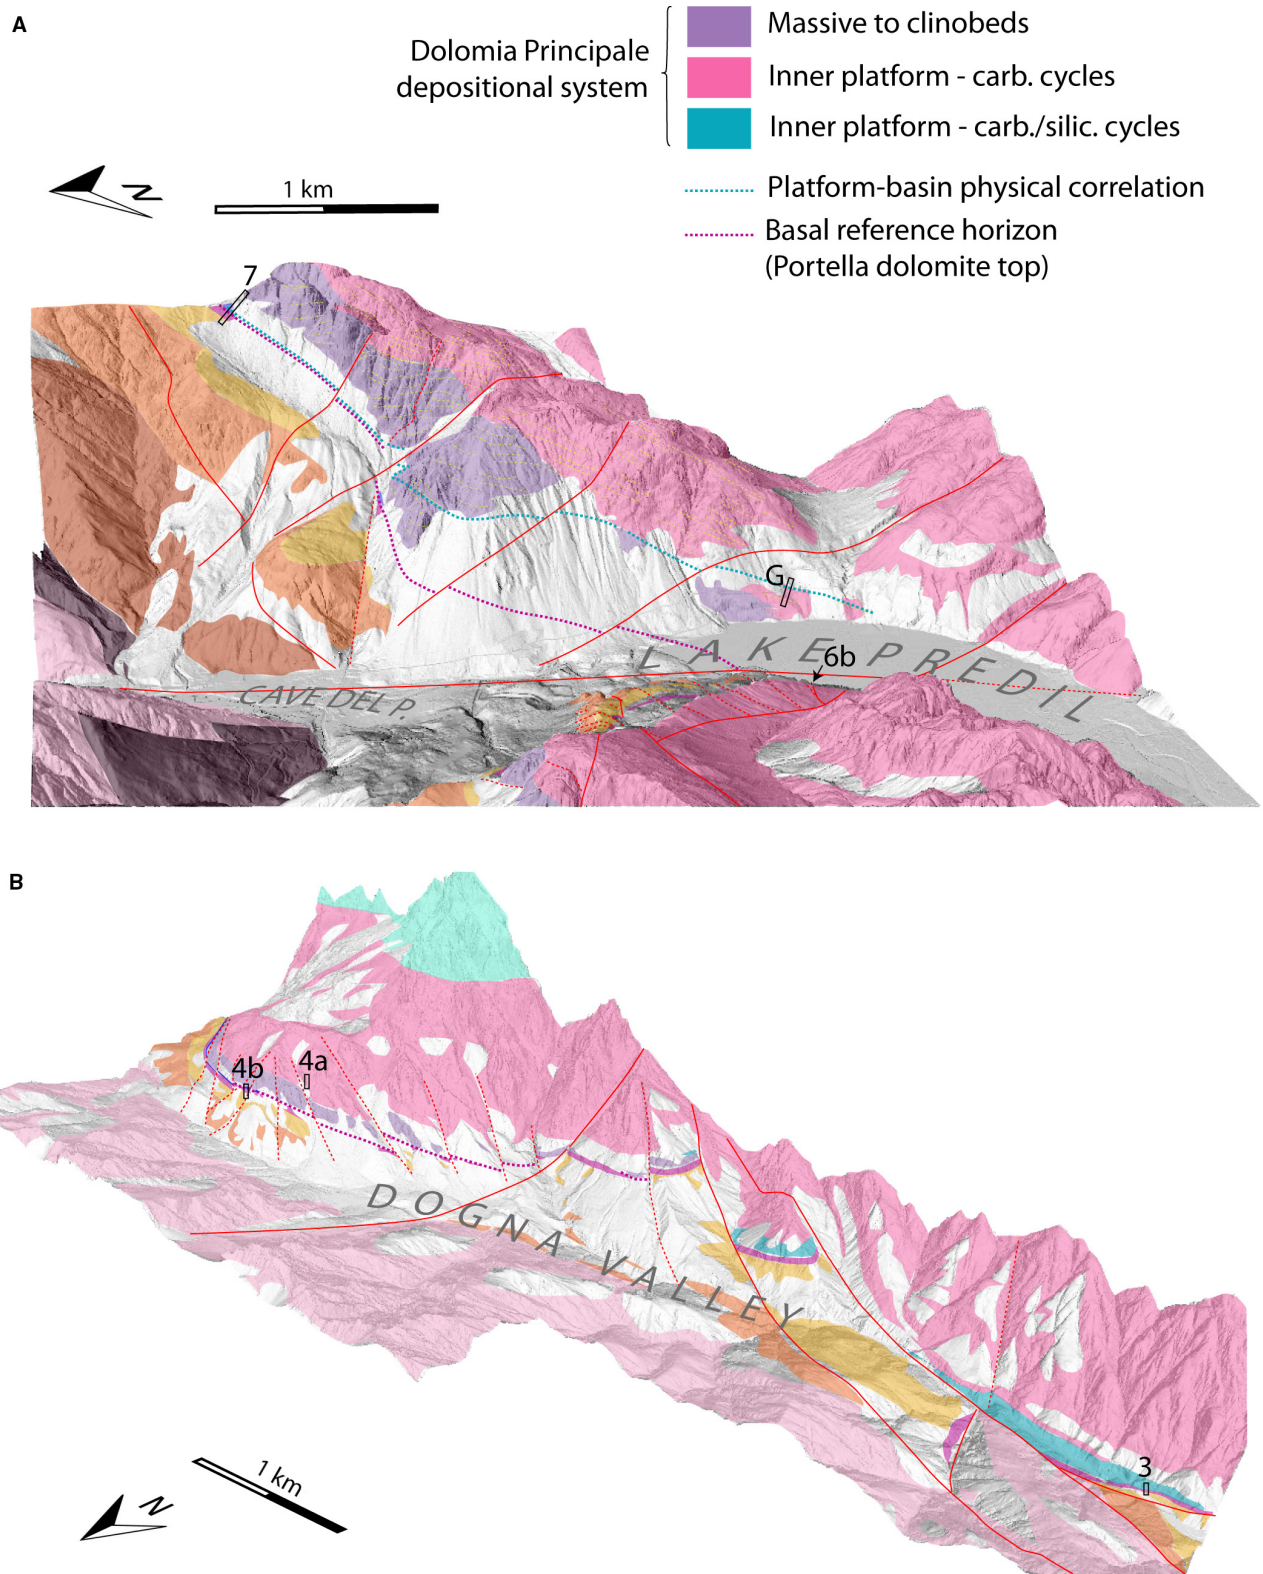 A
Dolomia Principale
depositional system
Massive to clinobeds
Inner platform - carb. cycles
Inner platform - carb./silic. cycles
Platform-basin physical correlation
Basal reference horizon
(Portella dolomite top)
N
1 km
7
G
LAKE PREDIL
6b
CAVE DEL P.
B
4b
4a
DOGNA VALLEY
3
1 km
N